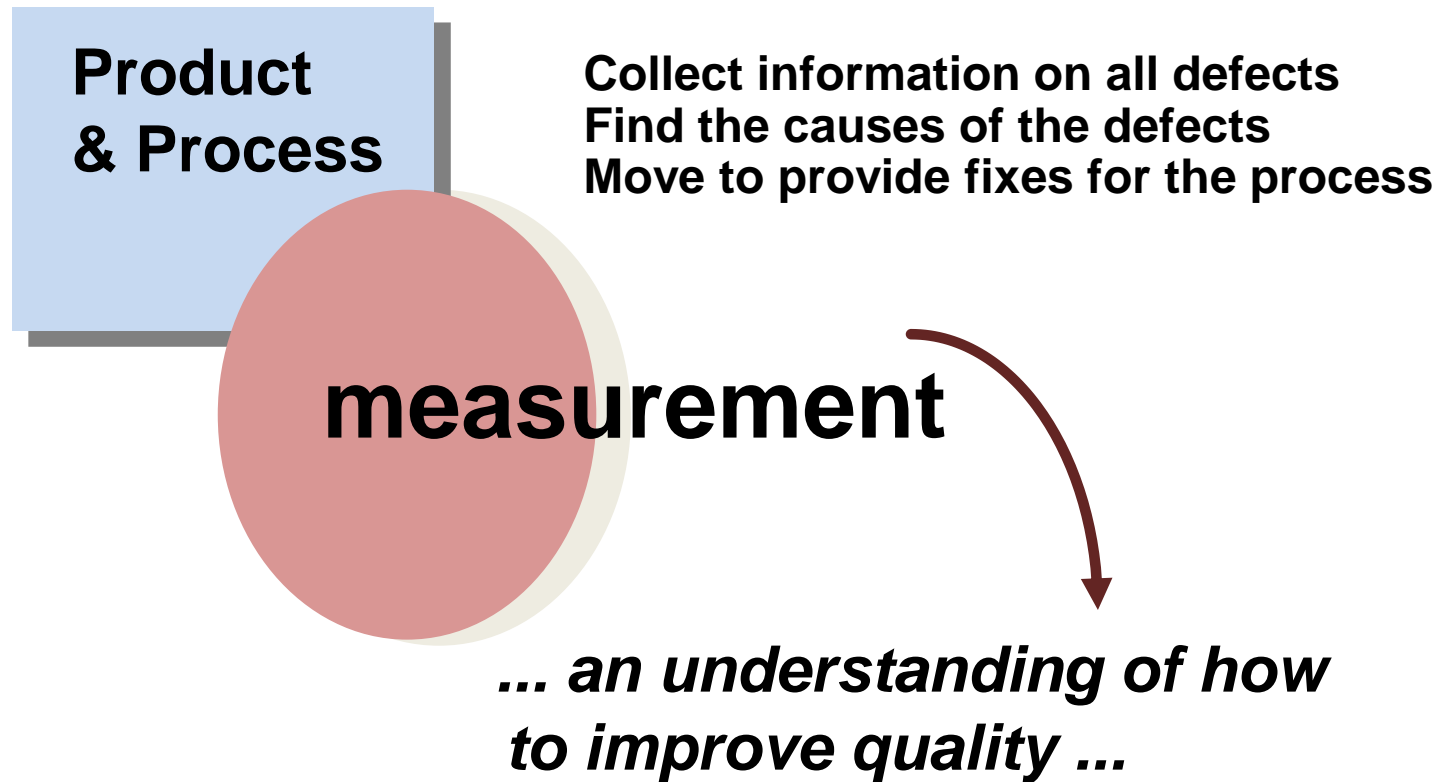 Product
& Process
Collect information on all defects
Find the causes of the defects
Move to provide fixes for the process
measurement
... an understanding of how
to improve quality ...